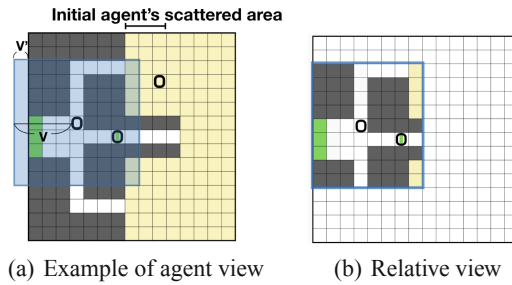 Initial agent's scattered area
V'
O
O
V
O
O
O
(a) Example of agent view
(b) Relative view